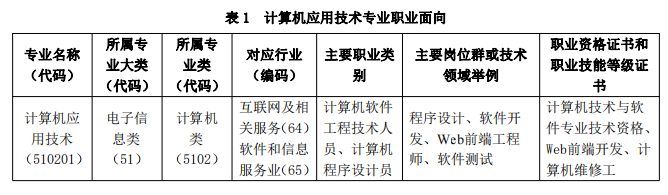 表 1 计算机应用技术专业职业面向
专业名称
（代码）
所属专
业大类
（代码）
所属专
业类
（代码）
对应行业
（编码）
主要职业类
别
主要岗位群或技术
领域举例
职业资格证书和
职业技能等级证
书
计算机应
用技术
（510201）
电子信
息类
（51）
计算机
类
（5102）
互联网及相
关服务（64）
软件和信息
服务业（65）
计算机软件
工程技术人
员、计算机
程序设计员
程序设计、软件开
发、Web前端工程
师、软件测试
计算机技术与软
件专业技术资格、
Web前端开发、计
算机维修工